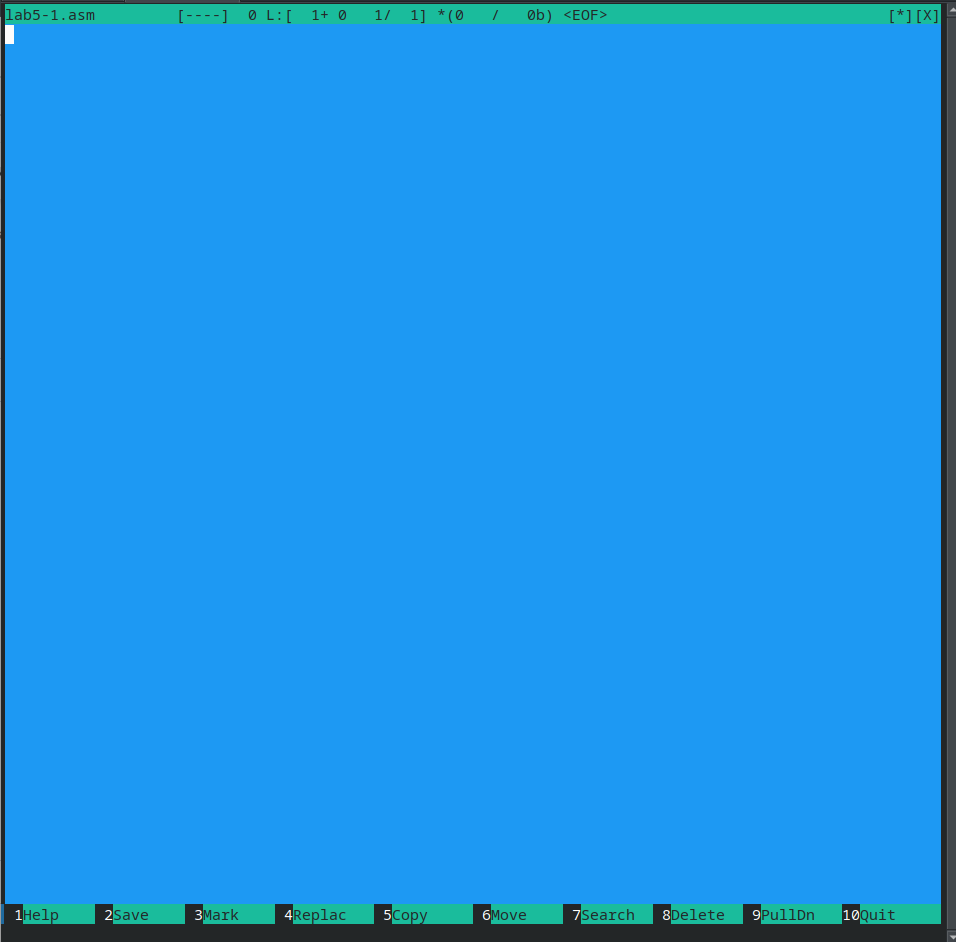 lab5-1.asm [----] 0 L:[ 1+ 0 1/ 1] *(0 / 0b) <EOF> [*][X]
1Help 2Save 3Mark 4Replac 5Copy 6Move 7Search 8Delete 9PullDn 10Quit